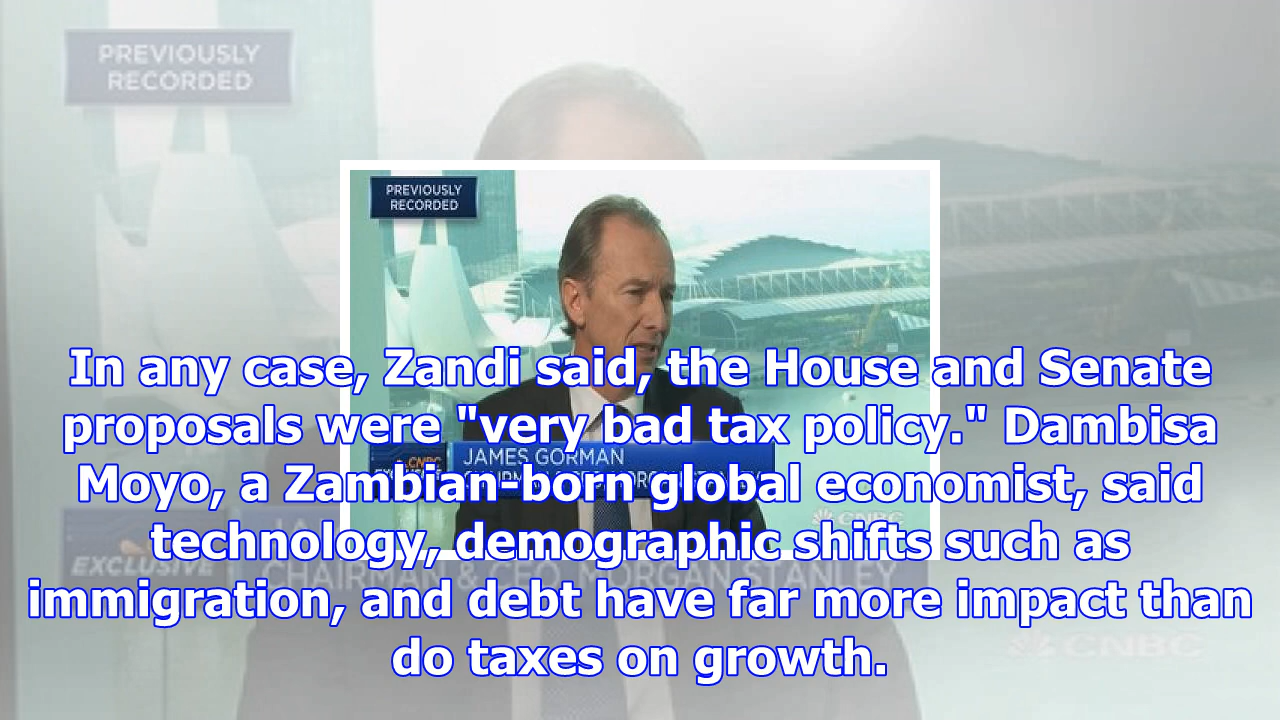 PREVIOUSLY
RECORDED
PREVIOUSLY
RECORDED
In any case, Zandi said, the House and Senate
proposals were "very bad tax policy." Dambisa
Moyo, a Zambian-born global economist, said
technology, demographic shifts such as
immigration, and debt have far more impact than
do taxes on growth.
JAMES GORMAN
CNBC
CNBC
EXCLUSIVE
CHAIRMAN & CEO, MORGAN STANLEY
CNBC